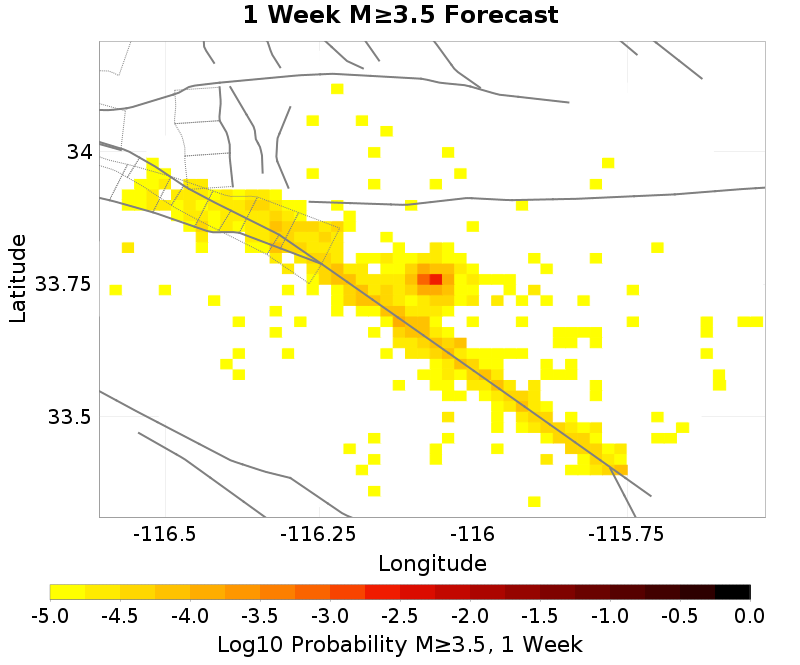 1 Week M≥3.5 Forecast
34
33.75
33.5
Latitude
-116.5 -116.25 -116 -115.75
Longitude
-5.0 -4.5 -4.0 -3.5 -3.0 -2.5 -2.0 -1.5 -1.0 -0.5 0.0
Log10 Probability M≥3.5, 1 Week